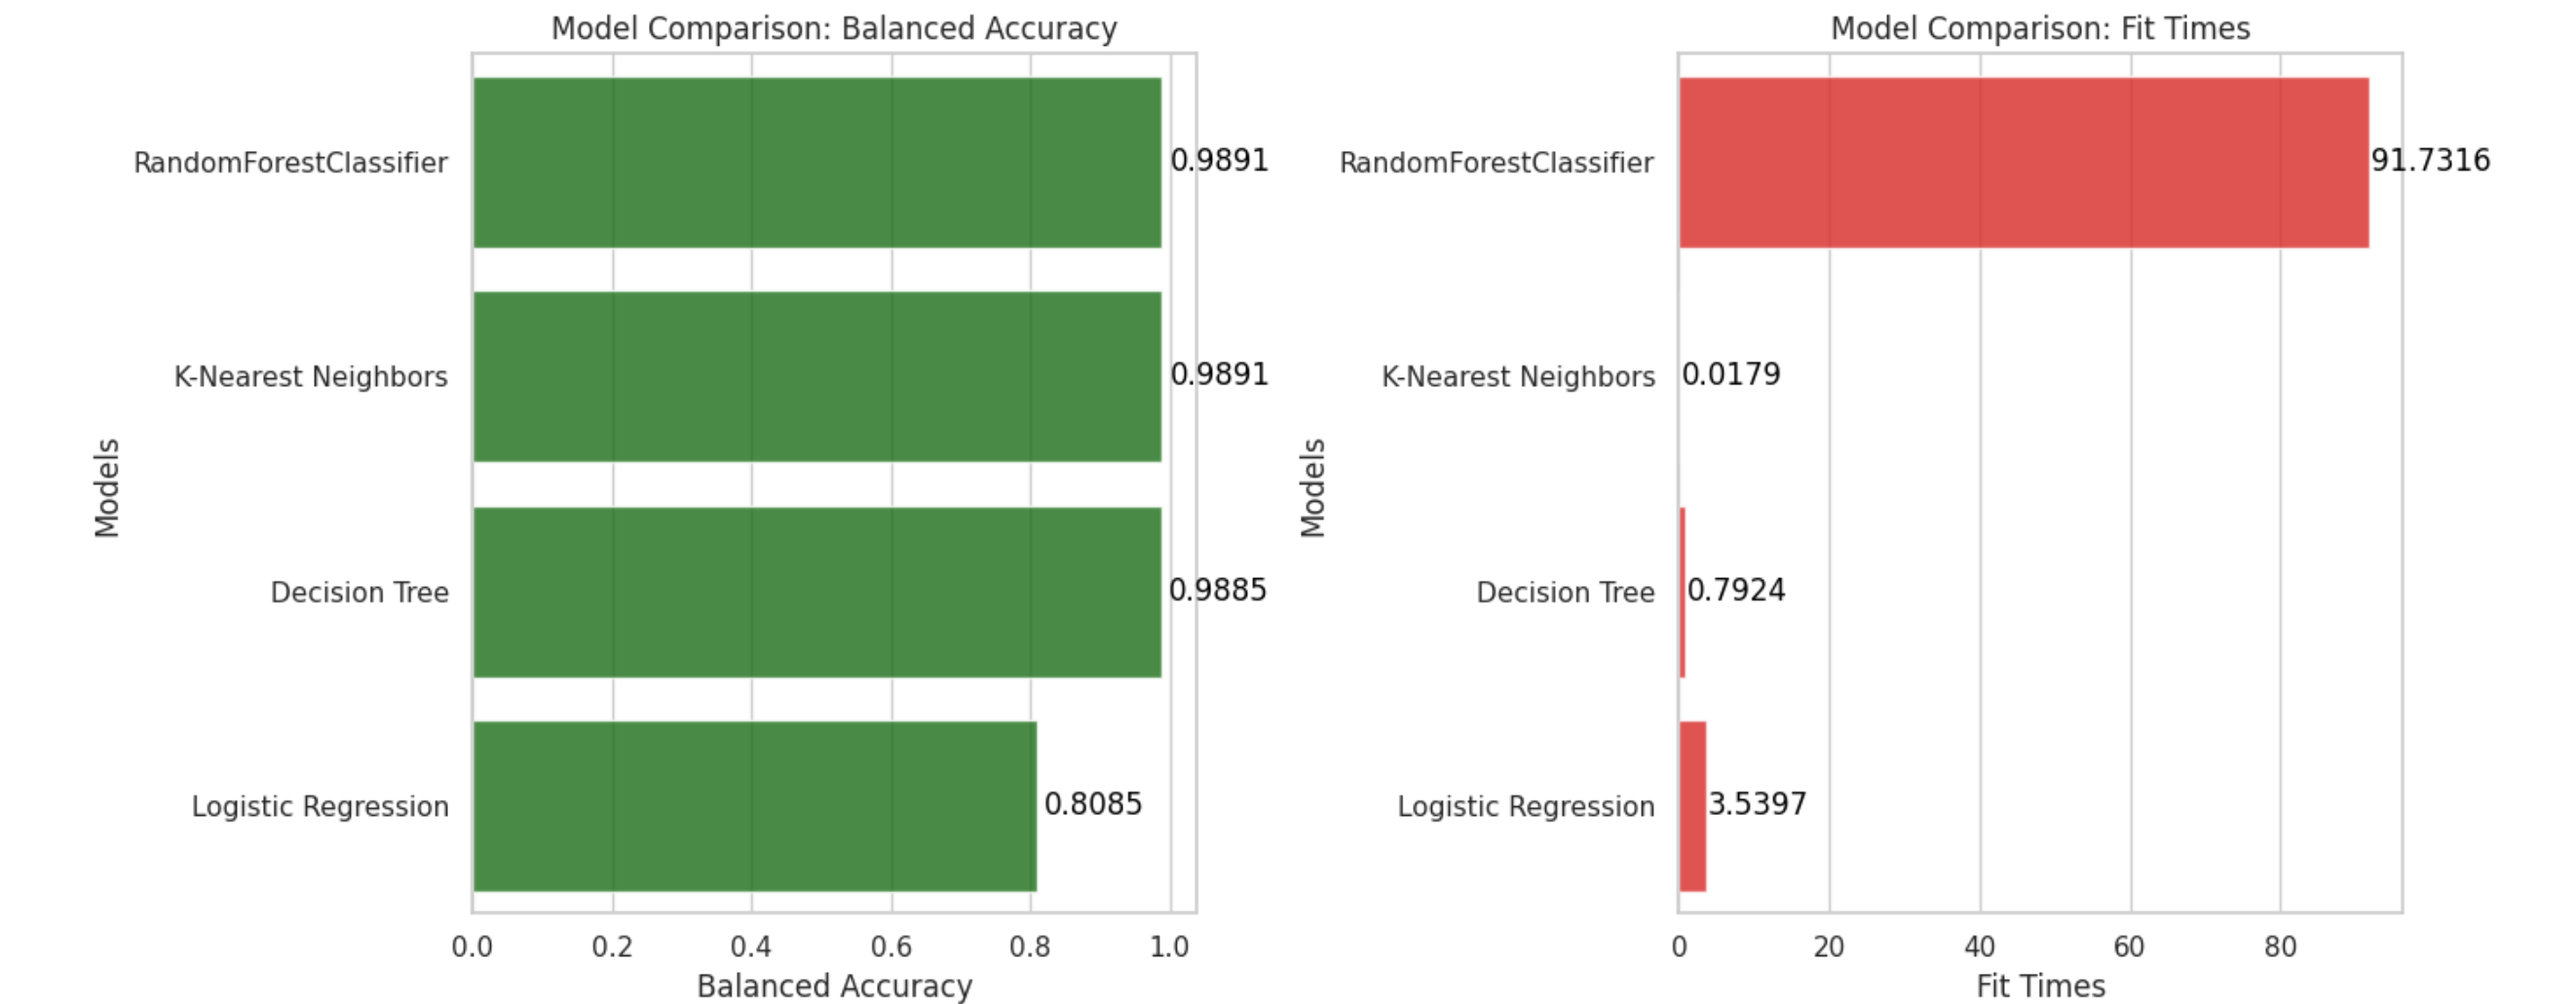 Model Comparison: Balanced Accuracy
RandomForestClassifier
0.9891
K-Nearest Neighbors
0.9891
Models
Decision Tree
0.9885
Logistic Regression
0.8085
0.0 0.2 0.4 0.6 0.8 1.0
Balanced Accuracy
Model Comparison: Fit Times
RandomForestClassifier
91.7316
K-Nearest Neighbors
0.0179
Models
Decision Tree
0.7924
Logistic Regression
3.5397
0 20 40 60 80
Fit Times